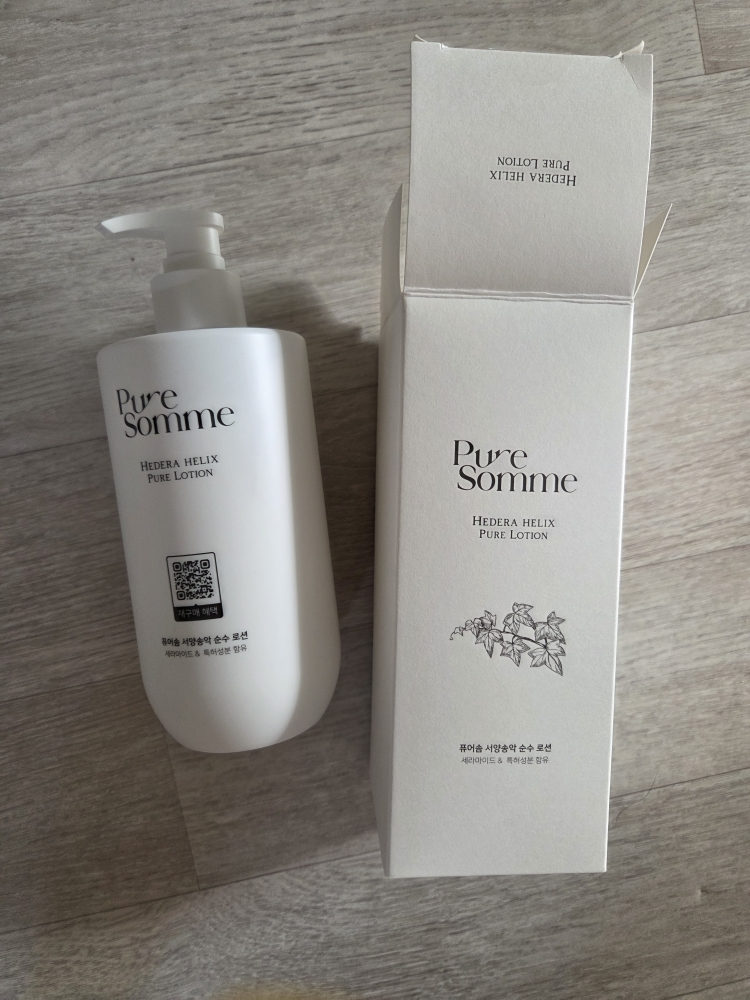 Pure
Somme
HEDERA HELIX
PURE LOTION
재구매 혜택
퓨어솜 서양송악 순수 로션
세라마이드 & 특허성분 함유
HEDERA HELIX
PURE LOTION
Pure
Somme
HEDERA HELIX
PURE LOTION
퓨어솜 서양송악 순수 로션
세라마이드 & 특허성분 함유